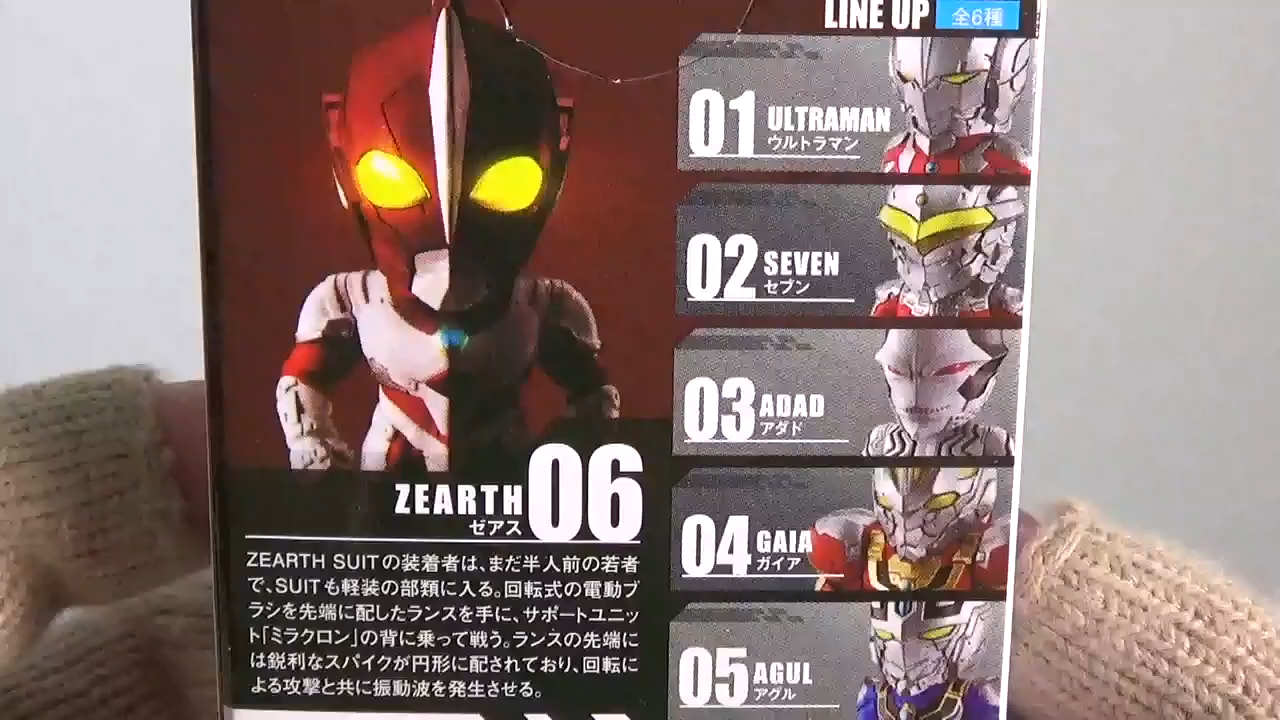 LINE UP 全6種
01 ULTRAMAN
ウルトラマン
02 SEVEN
セブン
03 ADAD
アダド
04 GAIA
ガイア
05 AGUL
アグル
ZEARTH 06
ゼアス
ZEARTH SUITの装着者は、まだ半人前の若者
で、SUITも軽装の部類に入る。回転式の電動ブ
ラシを先端に配したランスを手に、サポートユニッ
ト「ミラクロン」の背に乗って戦う。ランスの先端に
は鋭利なスパイクが円形に配されており、回転に
よる攻撃と共に振動波を発生させる。